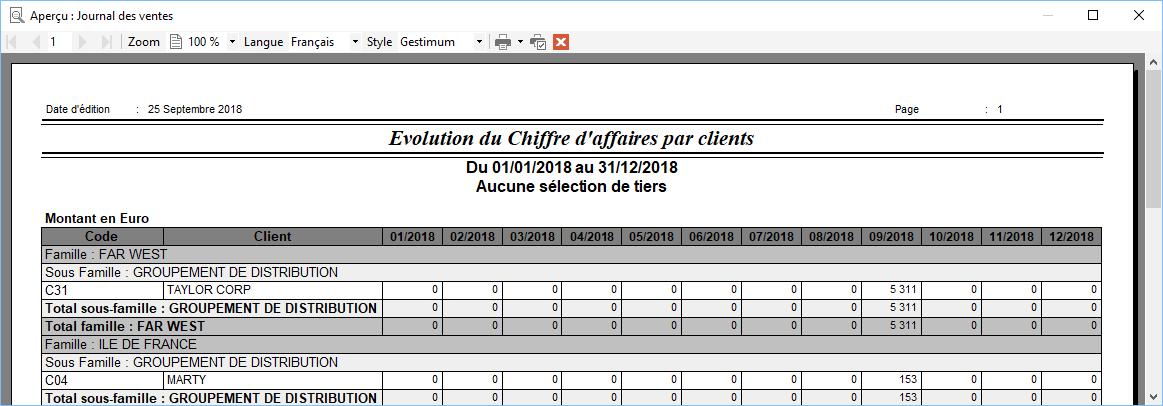 Aperçu : Journal des ventes
1 Zoom 100 % Langue Français Style Gestimum
Date d'édition : 25 Septembre 2018 Page : 1
Evolution du Chiffre d'affaires par clients
Du 01/01/2018 au 31/12/2018
Aucune sélection de tiers
Montant en Euro
Code Client 01/2018 02/2018 03/2018 04/2018 05/2018 06/2018 07/2018 08/2018 09/2018 10/2018 11/2018 12/2018
Famille : FAR WEST
Sous Famille : GROUPEMENT DE DISTRIBUTION
C31 TAYLOR CORP 0 0 0 0 0 0 0 0 5 311 0 0 0
Total sous-famille : GROUPEMENT DE DISTRIBUTION 0 0 0 0 0 0 0 0 5 311 0 0 0
Total famille : FAR WEST 0 0 0 0 0 0 0 0 5 311 0 0 0
Famille : ILE DE FRANCE
Sous Famille : GROUPEMENT DE DISTRIBUTION
C04 MARTY 0 0 0 0 0 0 0 0 153 0 0 0
Total sous-famille : GROUPEMENT DE DISTRIBUTION 0 0 0 0 0 0 0 0 153 0 0 0